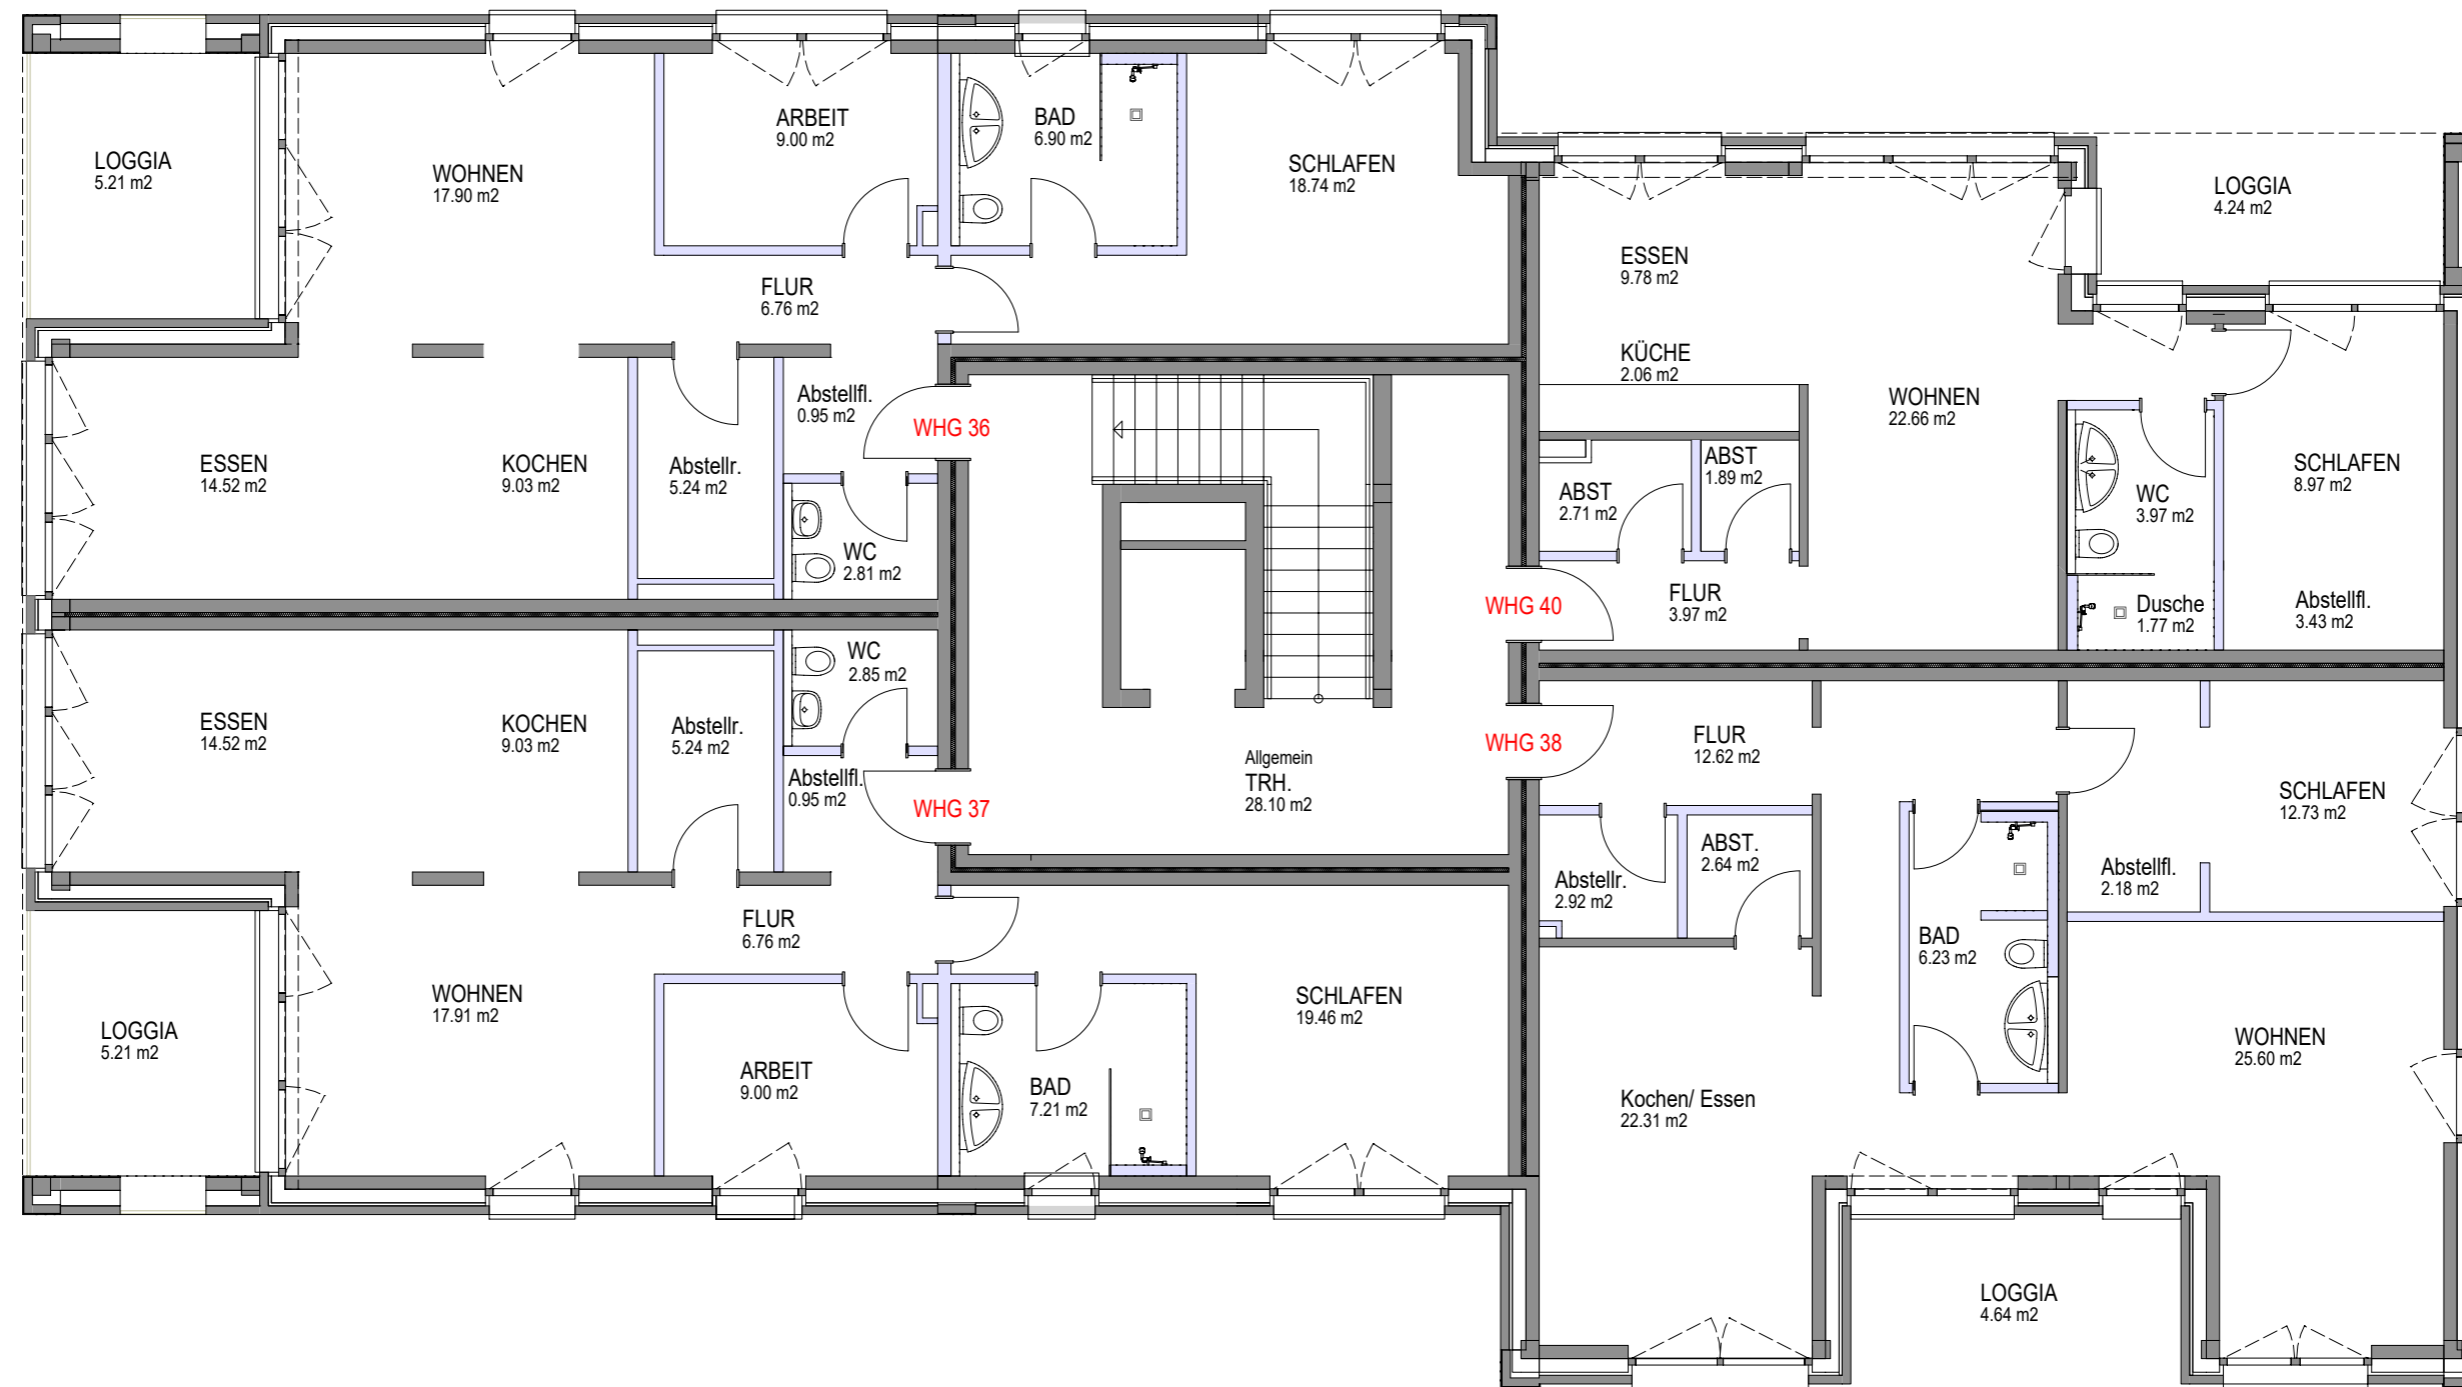 LOGGIA
5.21 m2
WOHNEN
17.90 m2
ARBEIT
9.00 m2
BAD
6.90 m2
SCHLAFEN
18.74 m2
LOGGIA
4.24 m2
FLUR
6.76 m2
ESSEN
9.78 m2
KÜCHE
2.06 m2
WOHNEN
22.66 m2
Abstellfl.
0.95 m2
WHG 36
ESSEN
14.52 m2
KOCHEN
9.03 m2
Abstellr.
5.24 m2
WC
2.81 m2
ABST
2.71 m2
ABST
1.89 m2
WC
3.97 m2
SCHLAFEN
8.97 m2
WHG 40
FLUR
3.97 m2
Dusche
1.77 m2
Abstellfl.
3.43 m2
ESSEN
14.52 m2
KOCHEN
9.03 m2
Abstellr.
5.24 m2
WC
2.85 m2
Abstellfl.
0.95 m2
WHG 37
Allgemein
TRH.
28.10 m2
WHG 38
FLUR
12.62 m2
SCHLAFEN
12.73 m2
Abstellr.
2.92 m2
ABST.
2.64 m2
Abstellfl.
2.18 m2
FLUR
6.76 m2
BAD
6.23 m2
LOGGIA
5.21 m2
WOHNEN
17.91 m2
ARBEIT
9.00 m2
BAD
7.21 m2
SCHLAFEN
19.46 m2
Kochen/ Essen
22.31 m2
WOHNEN
25.60 m2
LOGGIA
4.64 m2